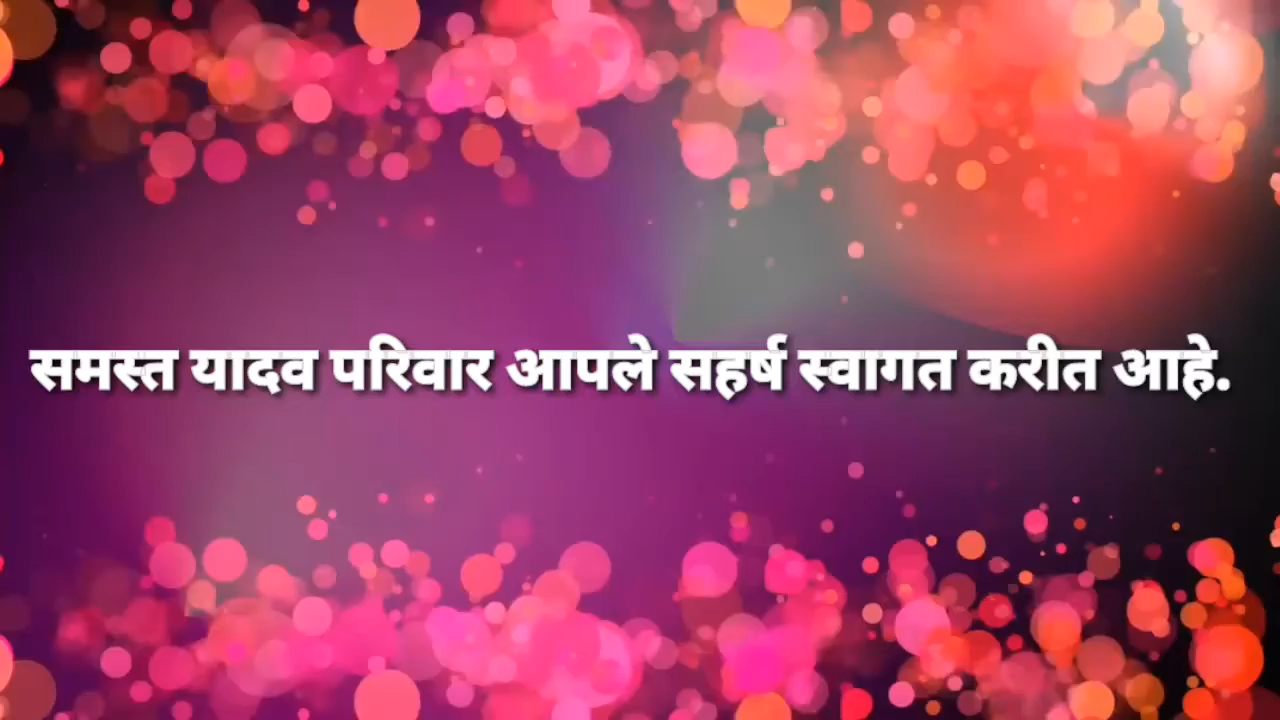 समस्त यादव परिवार आपले सहर्ष स्वागत करीत आहे.